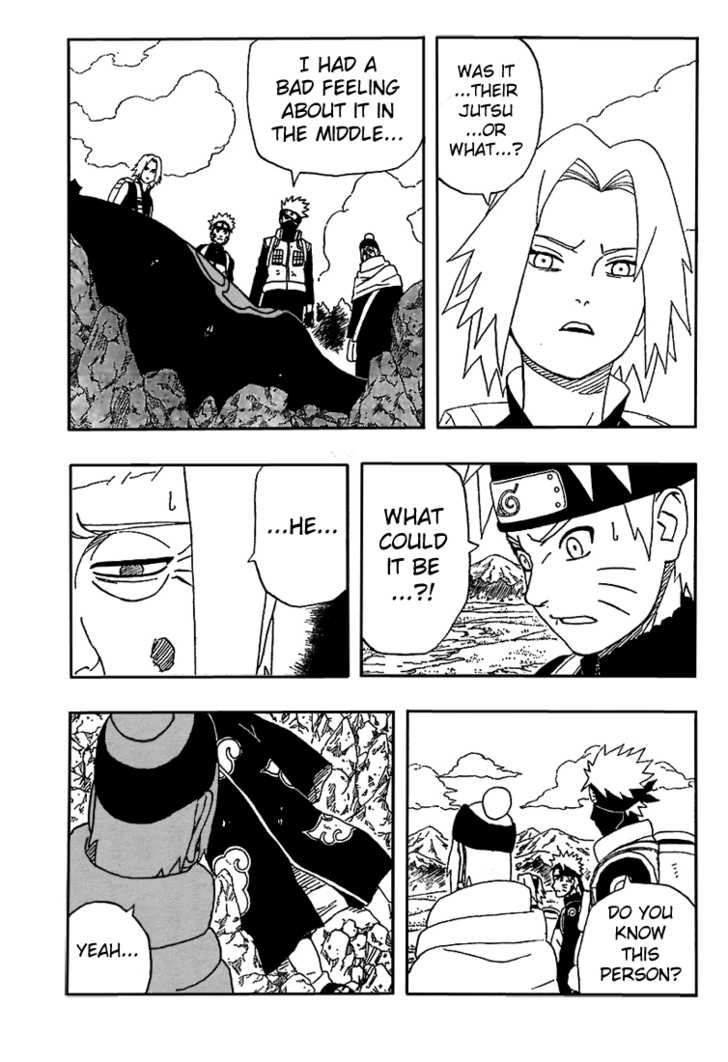 WAS IT
...THEIR
JUTSU
...OR
WHAT...?
I HAD A
BAD FEELING
ABOUT IT IN
THE MIDDLE...
WHAT
COULD
IT BE
...?!
...HE...
DO YOU
KNOW
THIS
PERSON?
YEAH...